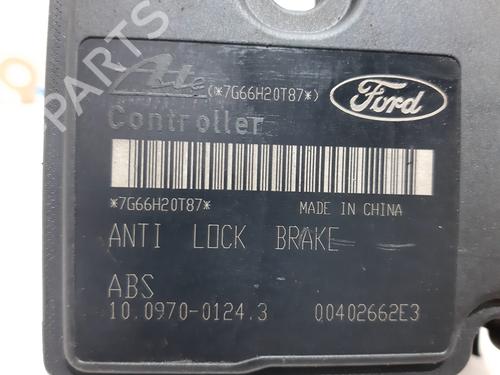 PARTS
Ate (*7G66H20T87*) Ford
Controller
*7G66H20T87* MADE IN CHINA
ANTI LOCK BRAKE
ABS
10.0970-0124.3 00402662E3